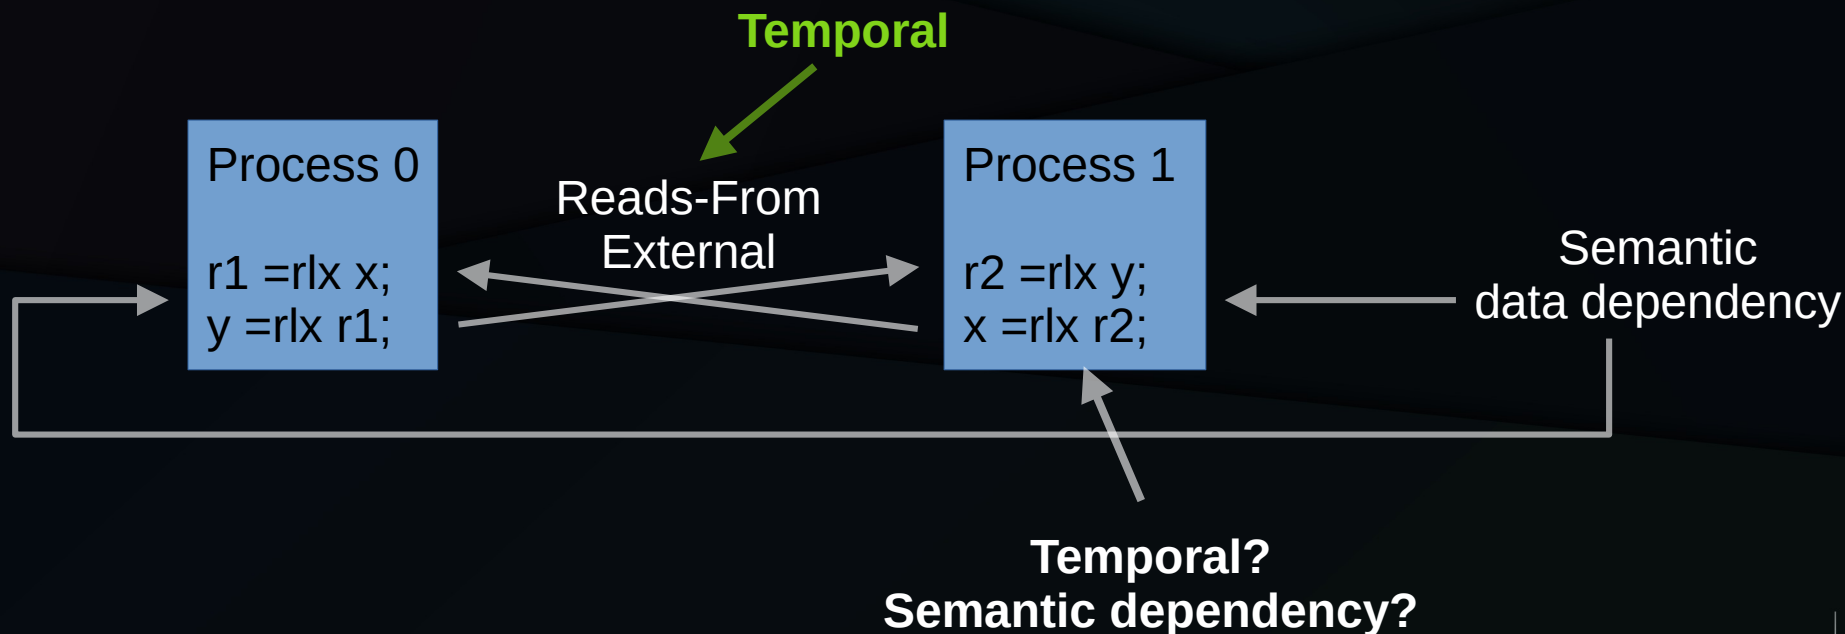 Temporal
Process 0
r1 =rlx x;
y =rlx r1;
Reads-From
External
Process 1
r2 =rlx y;
x =rlx r2;
Semantic
data dependency
Temporal?
Semantic dependency?